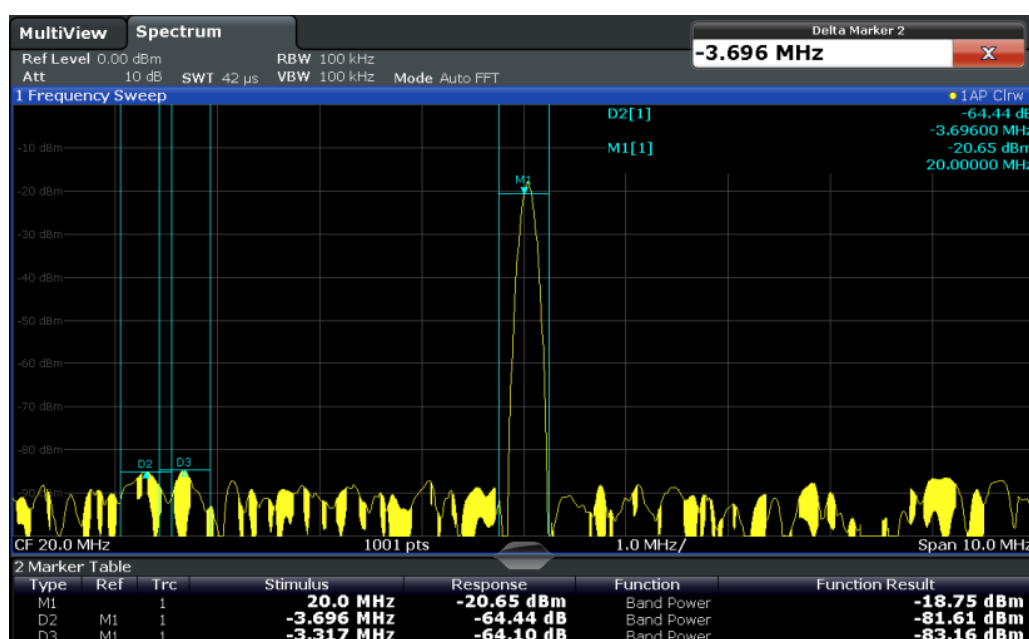 MultiView Spectrum
Delta Marker 2
-3.696 MHz X
Ref Level 0.00 dBm RBW 100 kHz
Att 10 dB SWT 42 µs VBW 100 kHz Mode Auto FFT
1 Frequency Sweep 1AP Clrw
D2[1] -64.44 dB
-3.69600 MHz
M1[1] -20.65 dBm
20.00000 MHz
-10 dBm
M1
-20 dBm
-30 dBm
-40 dBm
-50 dBm
-60 dBm
-70 dBm
-80 dBm
D2 D3
CF 20.0 MHz 1001 pts 1.0 MHz/ Span 10.0 MHz
2 Marker Table
Type Ref Trc Stimulus Response Function Function Result
M1 1 20.0 MHz -20.65 dBm Band Power -18.75 dBm
D2 M1 1 -3.696 MHz -64.44 dB Band Power -81.61 dBm
D3 M1 1 -3.317 MHz -64.10 dB Band Power -83.16 dBm